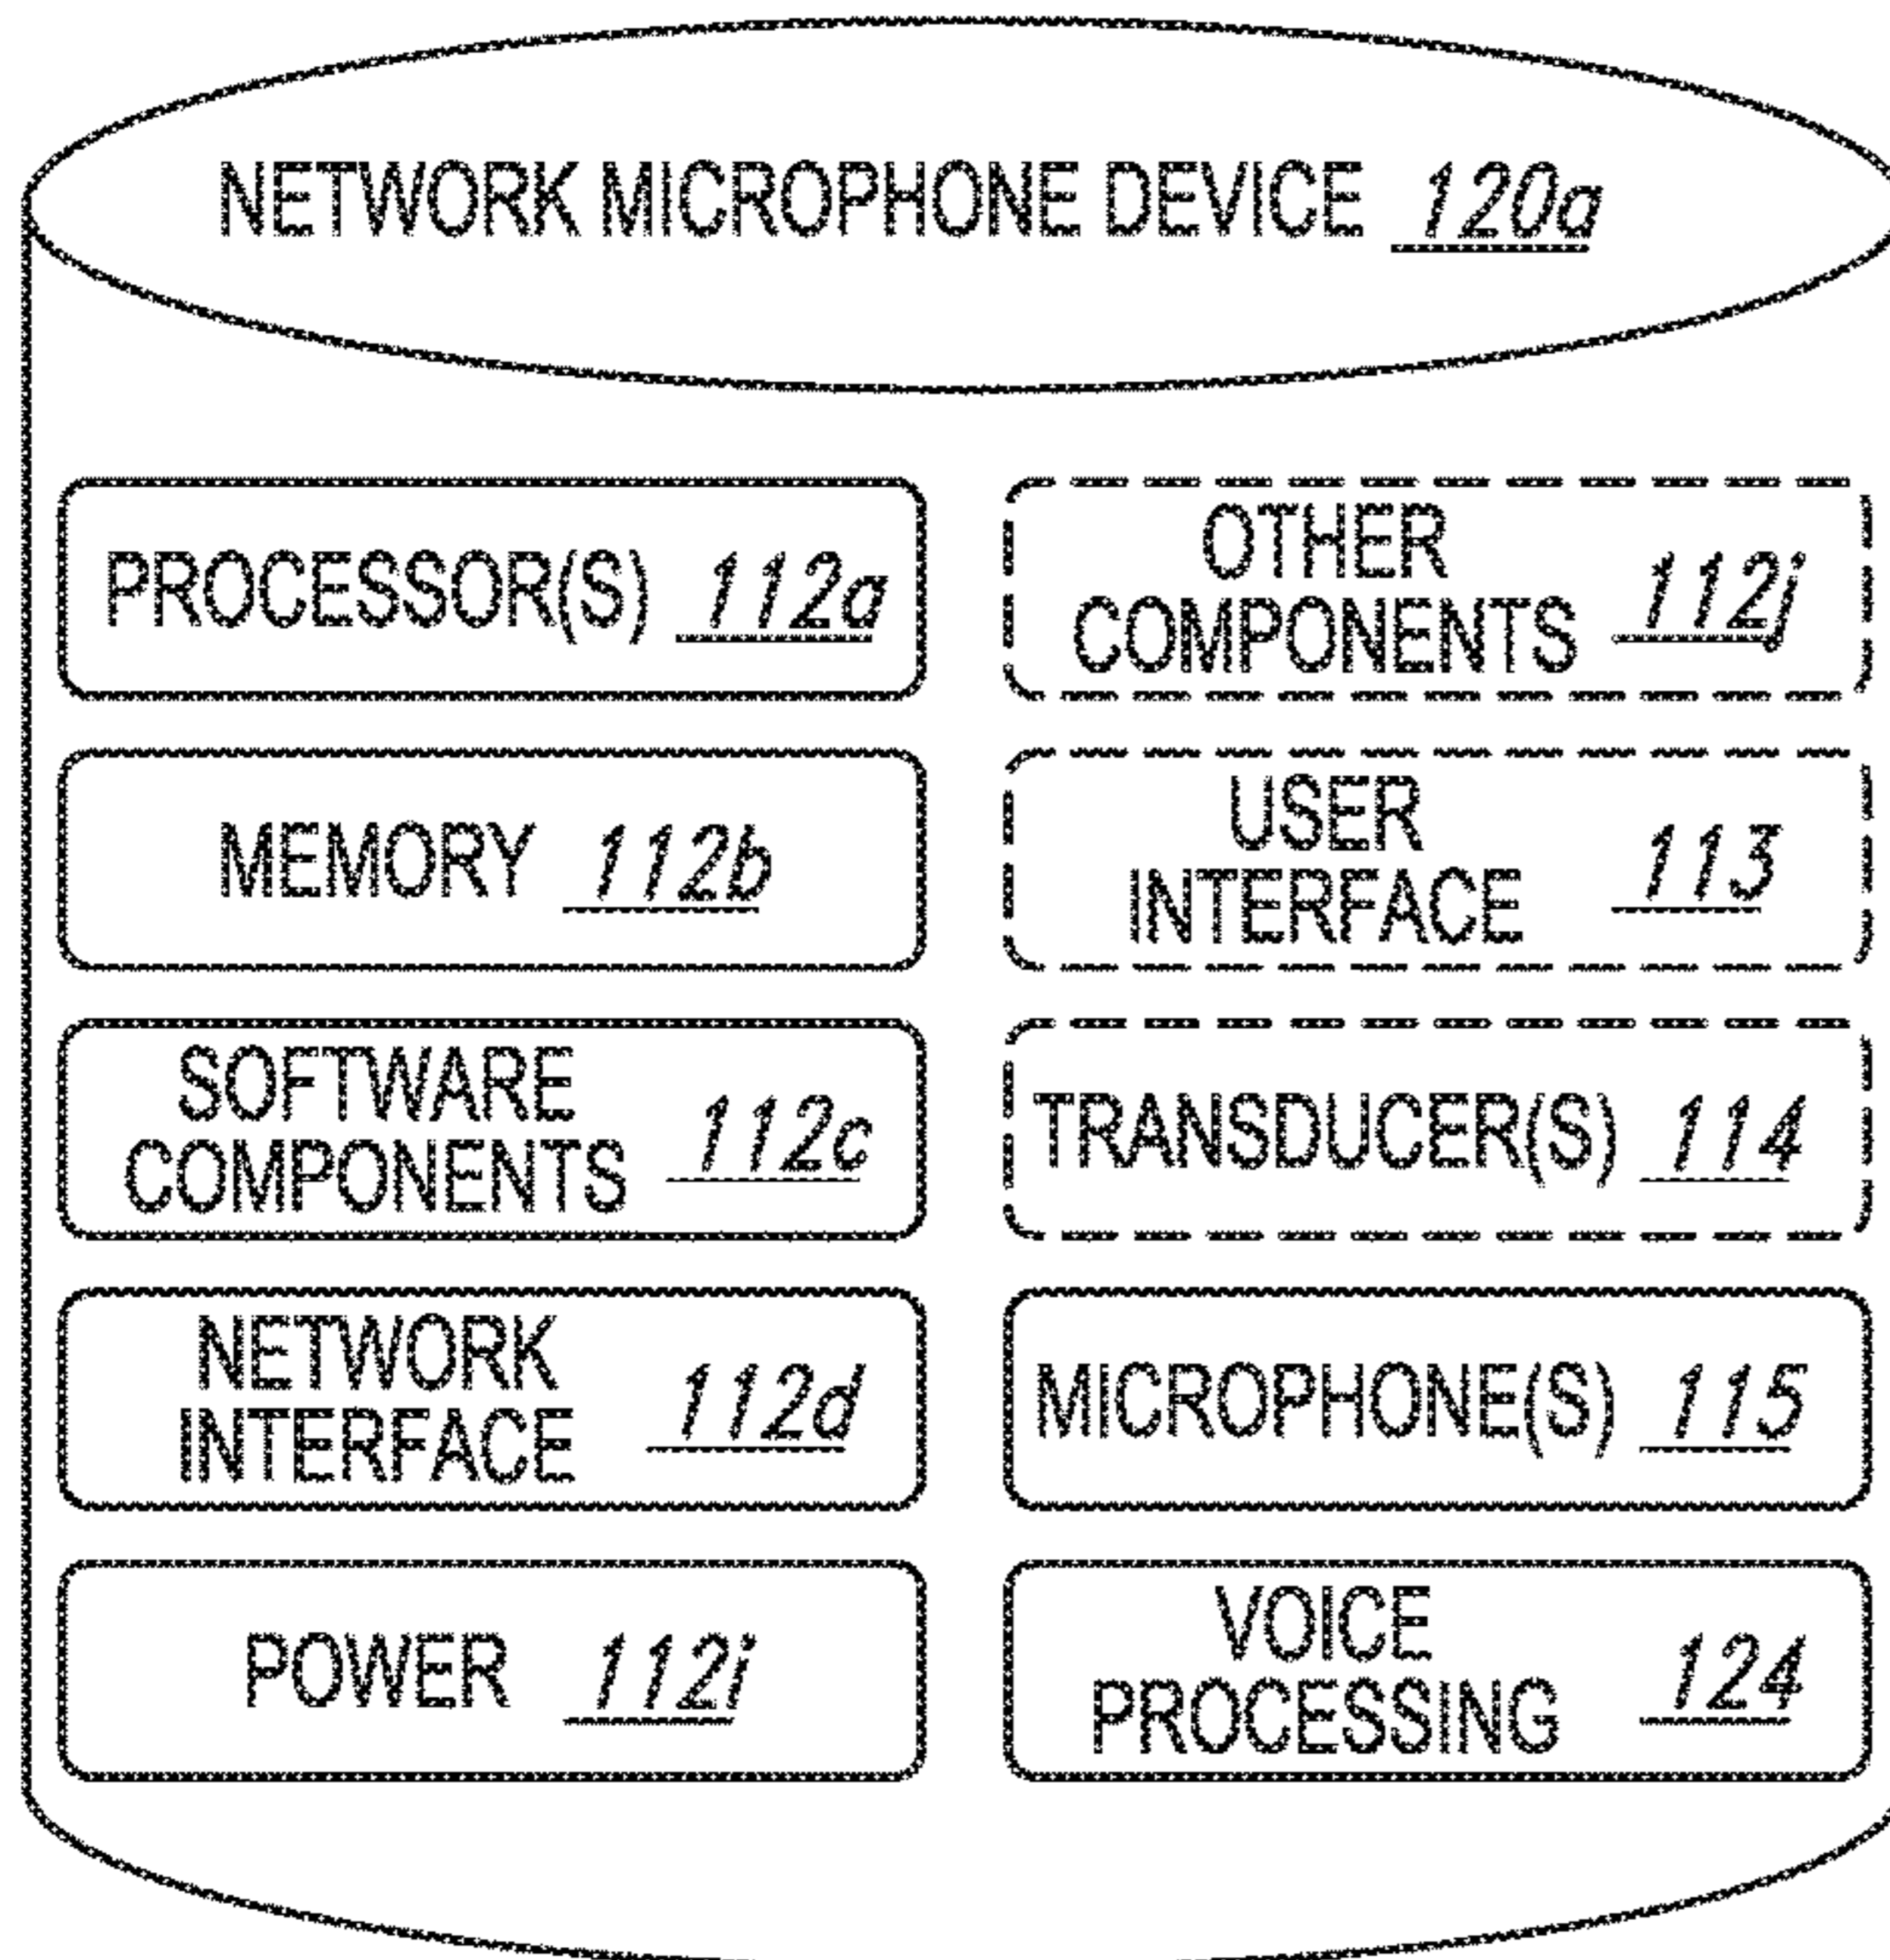 NETWORK MICROPHONE DEVICE 120a
PROCESSOR(S) 112a
MEMORY 112b
SOFTWARE
COMPONENTS 112c
NETWORK
INTERFACE 112d
POWER 112i
OTHER
COMPONENTS 112j
USER
INTERFACE 113
TRANSDUCER(S) 114
MICROPHONE(S) 115
VOICE
PROCESSING 124